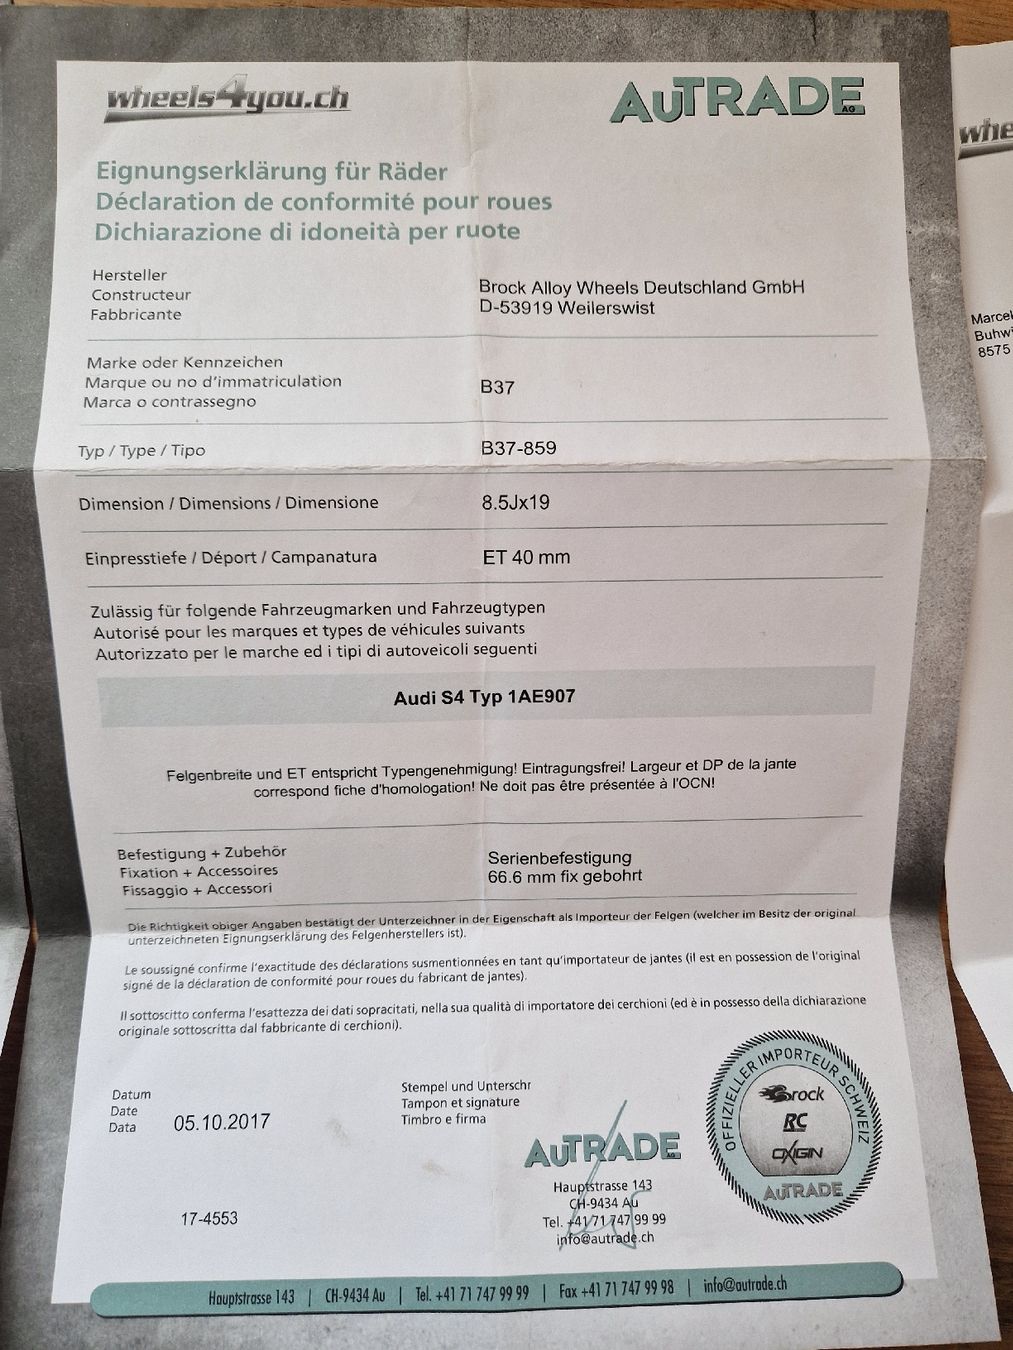 wheels4you.ch
AUTRADE AG
Eignungserklärung für Räder
Déclaration de conformité pour roues
Dichiarazione di idoneità per ruote
Hersteller
Constructeur
Fabbricante
Brock Alloy Wheels Deutschland GmbH
D-53919 Weilerswist
Marke oder Kennzeichen
Marque ou no d'immatriculation
Marca o contrassegno
B37
Typ / Type / Tipo
B37-859
Dimension / Dimensions / Dimensione
8.5Jx19
Einpresstiefe / Déport / Campanatura
ET 40 mm
Zulässig für folgende Fahrzeugmarken und Fahrzeugtypen
Autorisé pour les marques et types de véhicules suivants
Autorizzato per le marche ed i tipi di autoveicoli seguenti
Audi S4 Typ 1AE907
Felgenbreite und ET entspricht Typengenehmigung! Eintragungsfrei! Largeur et DP de la jante
correspond fiche d'homologation! Ne doit pas être présentée à l'OCN!
Befestigung + Zubehör
Fixation + Accessoires
Fissaggio + Accessori
Serienbefestigung
66.6 mm fix gebohrt
Die Richtigkeit obiger Angaben bestätigt der Unterzeichner in der Eigenschaft als Importeur der Felgen (welcher im Besitz der original
unterzeichneten Eignungserklärung des Felgenherstellers ist).
Le soussigné confirme l'exactitude des déclarations susmentionnées en tant qu'importateur de jantes (il est en possession de l'original
signé de la déclaration de conformité pour roues du fabricant de jantes).
Il sottoscritto conferma l'esattezza dei dati sopracitati, nella sua qualità di importatore dei cerchioni (ed è in possesso della dichiarazione
originale sottoscritta dal fabbricante di cerchioni).
Datum
Date
Data
05.10.2017
17-4553
Stempel und Unterschr
Tampon et signature
Timbro e firma
AUTRADE AG
Hauptstrasse 143
CH-9434 Au
Tel. +41 71 747 99 99
info@autrade.ch
OFFIZIELLER IMPORTEUR SCHWEIZ
Brock
RC
OXIGIN
AUTRADE
Hauptstrasse 143 | CH-9434 Au | Tel. +41 71 747 99 99 | Fax +41 71 747 99 98 | info@autrade.ch
whe
Marcel
Buhwi
8575